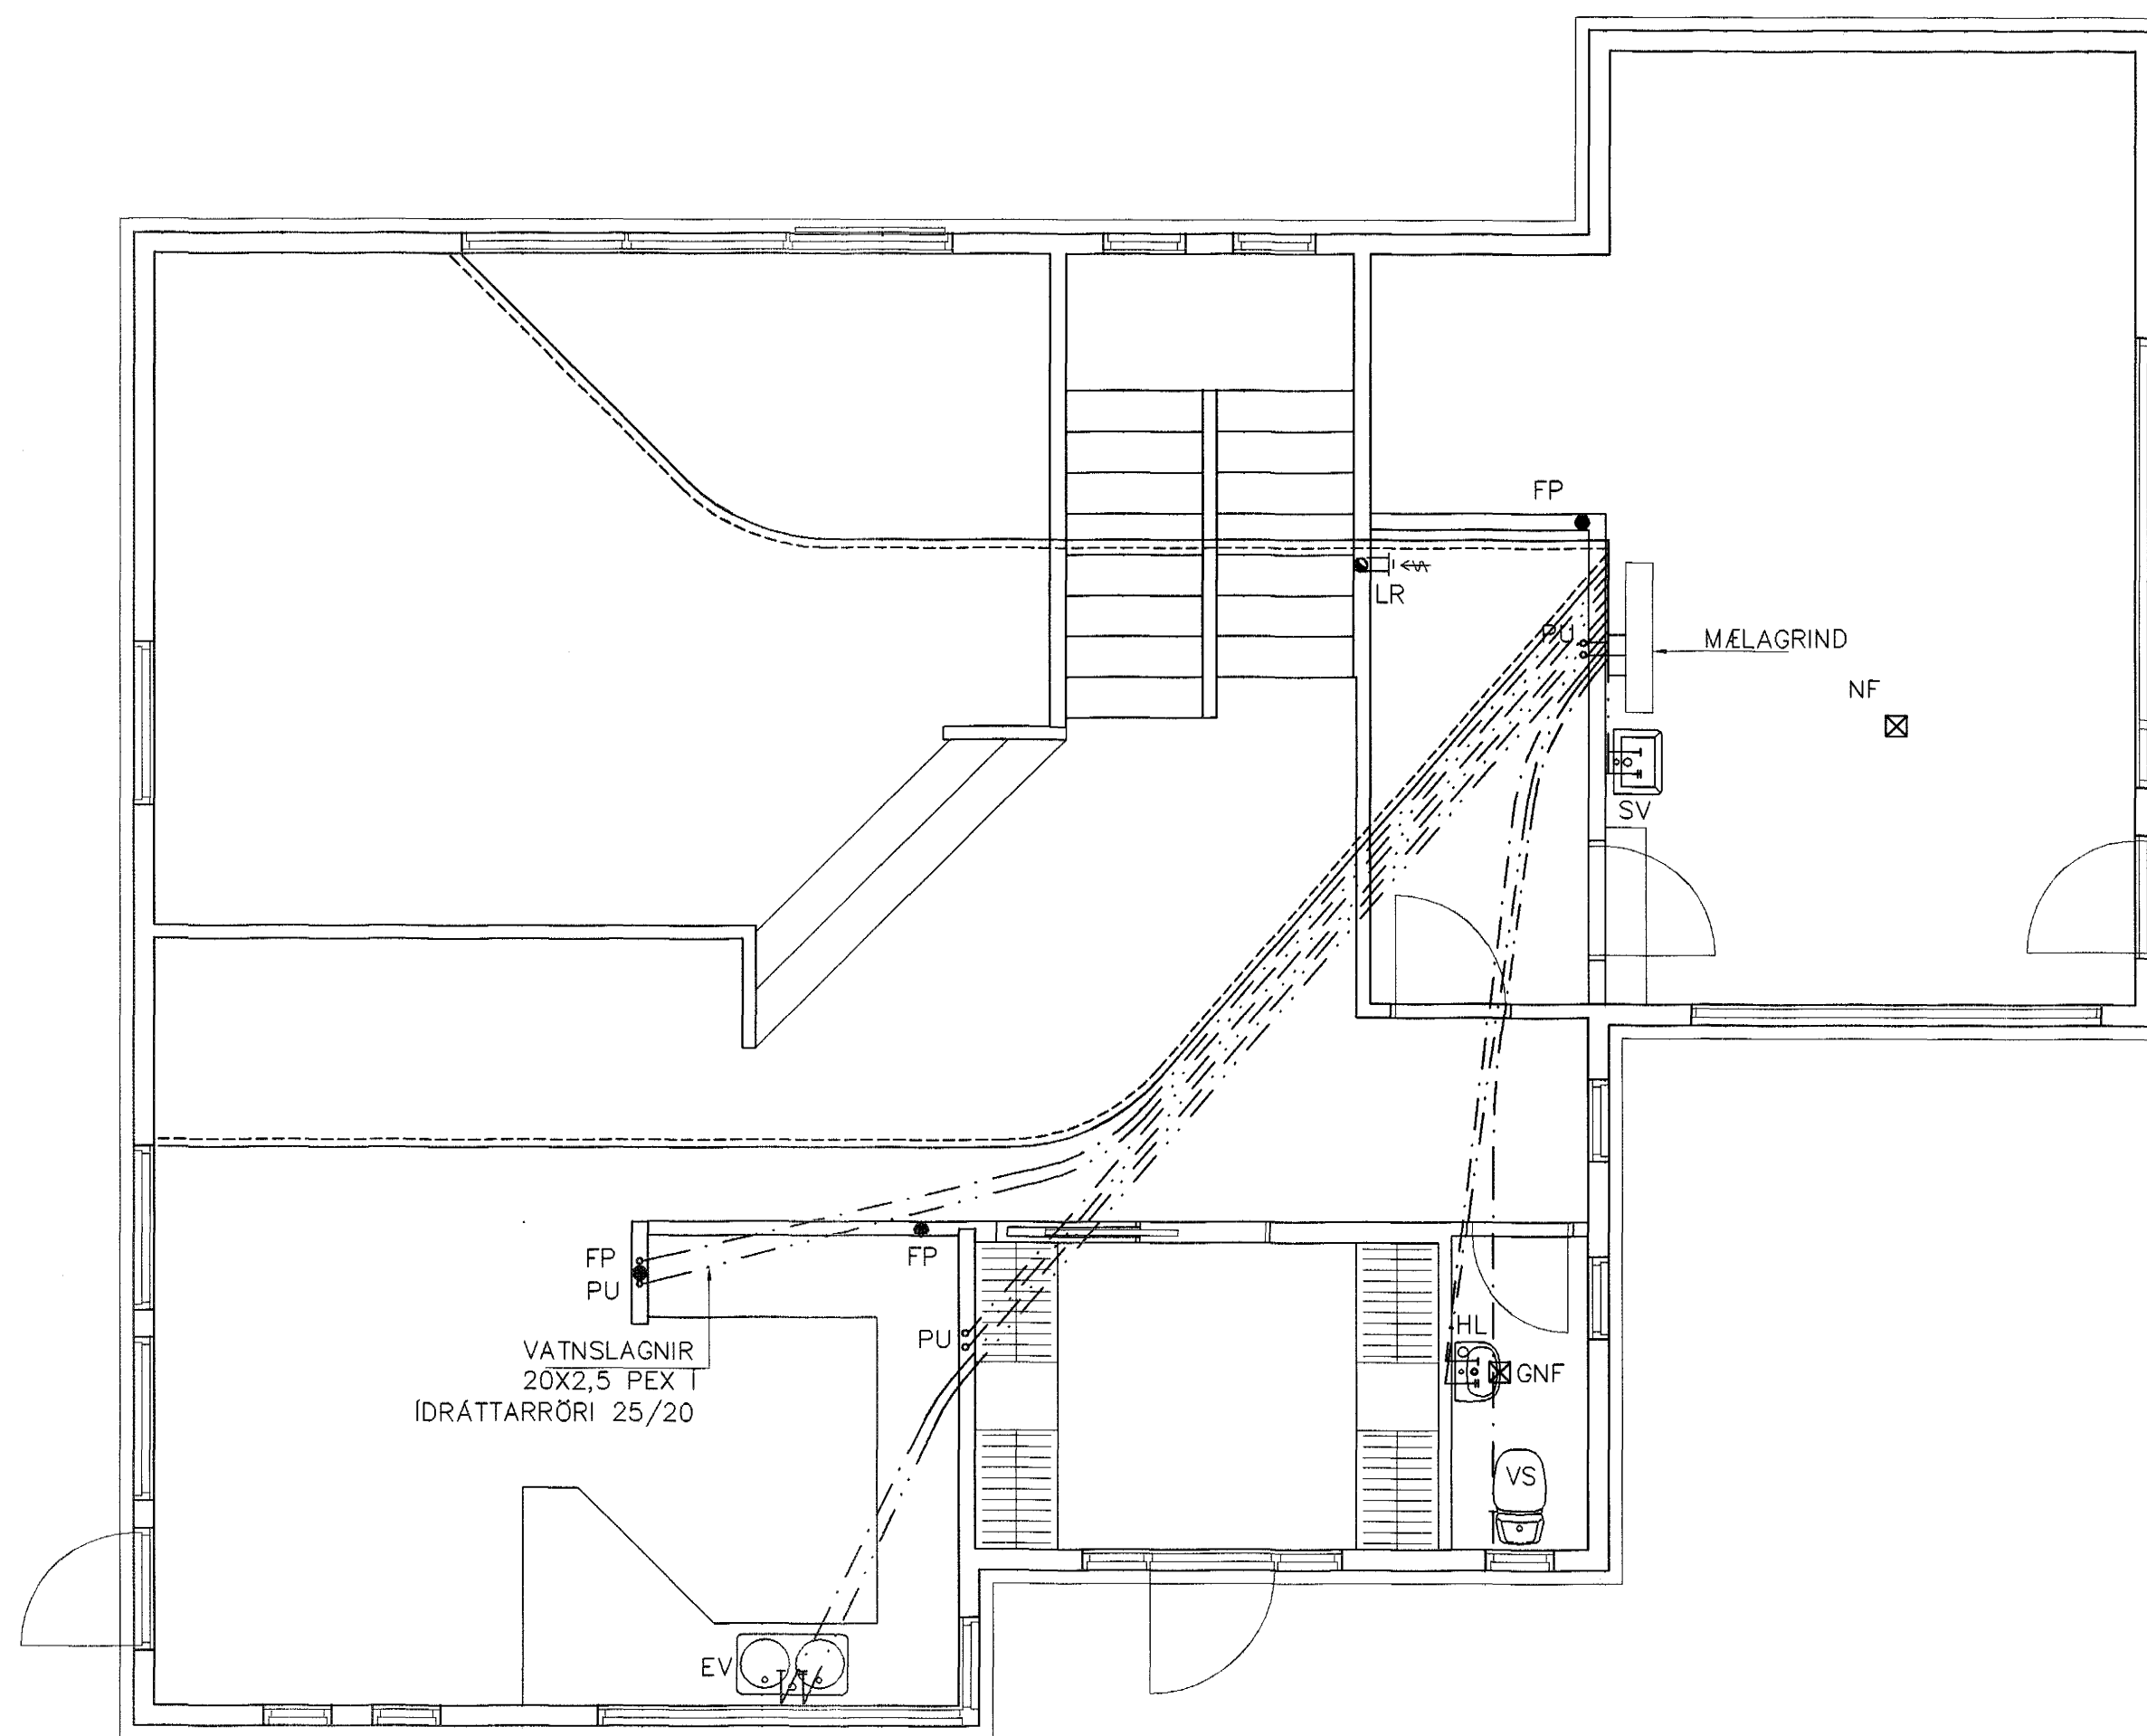 FP
LR
PU
MÆLAGRIND
NF
SV
FP
PU
FP
PU
VATNSLAGNIR
20X2,5 PEX Í
ÍDRÁTTARRÖRI 25/20
HL
GNF
VS
EV